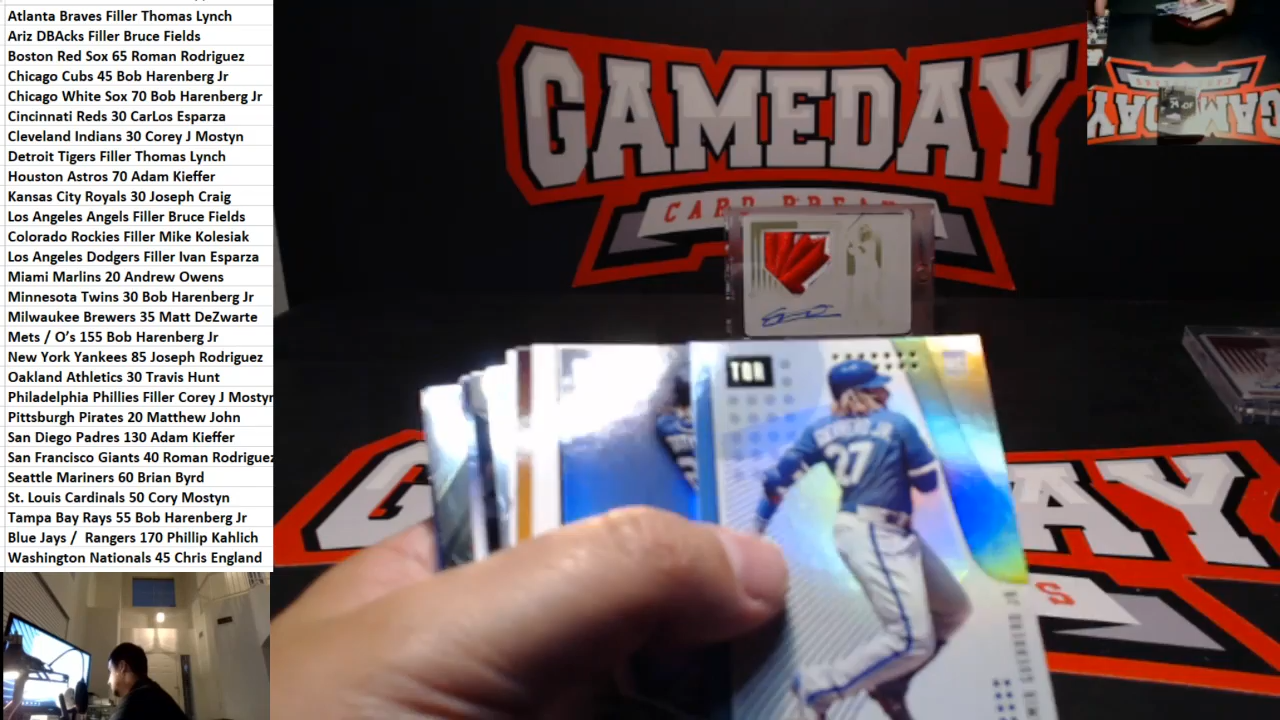 Atlanta Braves Filler Thomas Lynch
Ariz DBAcks Filler Bruce Fields
Boston Red Sox 65 Roman Rodriguez
Chicago Cubs 45 Bob Harenberg Jr
Chicago White Sox 70 Bob Harenberg Jr
Cincinnati Reds 30 CarLos Esparza
Cleveland Indians 30 Corey J Mostyn
Detroit Tigers Filler Thomas Lynch
Houston Astros 70 Adam Kieffer
Kansas City Royals 30 Joseph Craig
Los Angeles Angels Filler Bruce Fields
Colorado Rockies Filler Mike Kolesiak
Los Angeles Dodgers Filler Ivan Esparza
Miami Marlins 20 Andrew Owens
Minnesota Twins 30 Bob Harenberg Jr
Milwaukee Brewers 35 Matt DeZwarte
Mets / O's 155 Bob Harenberg Jr
New York Yankees 85 Joseph Rodriguez
Oakland Athletics 30 Travis Hunt
Philadelphia Phillies Filler Corey J Mostyn
Pittsburgh Pirates 20 Matthew John
San Diego Padres 130 Adam Kieffer
San Francisco Giants 40 Roman Rodriguez
Seattle Mariners 60 Brian Byrd
St. Louis Cardinals 50 Cory Mostyn
Tampa Bay Rays 55 Bob Harenberg Jr
Blue Jays / Rangers 170 Phillip Kahlich
Washington Nationals 45 Chris England
GAMEDAY
CARD BREA
TOR
27
GAMEDAY